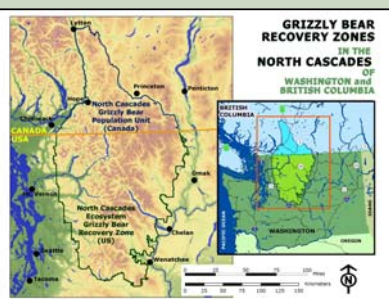 GRIZZLY BEAR
RECOVERY ZONES
IN THE
NORTH CASCADES
OF
WASHINGTON and
BRITISH COLUMBIA
Lytton
Princeton
Penticton
Hope
North Cascades
Grizzly Bear
Population Unit
(Canada)
CANADA
USA
Omak
North Cascades
Ecosystem
Grizzly Bear
Recovery Zone
(US)
Chelan
Seattle
Wenatchee
Tacoma
BRITISH
COLUMBIA
PACIFIC OCEAN
WASHINGTON
IDAHO
OREGON
Miles
Kilometers
N